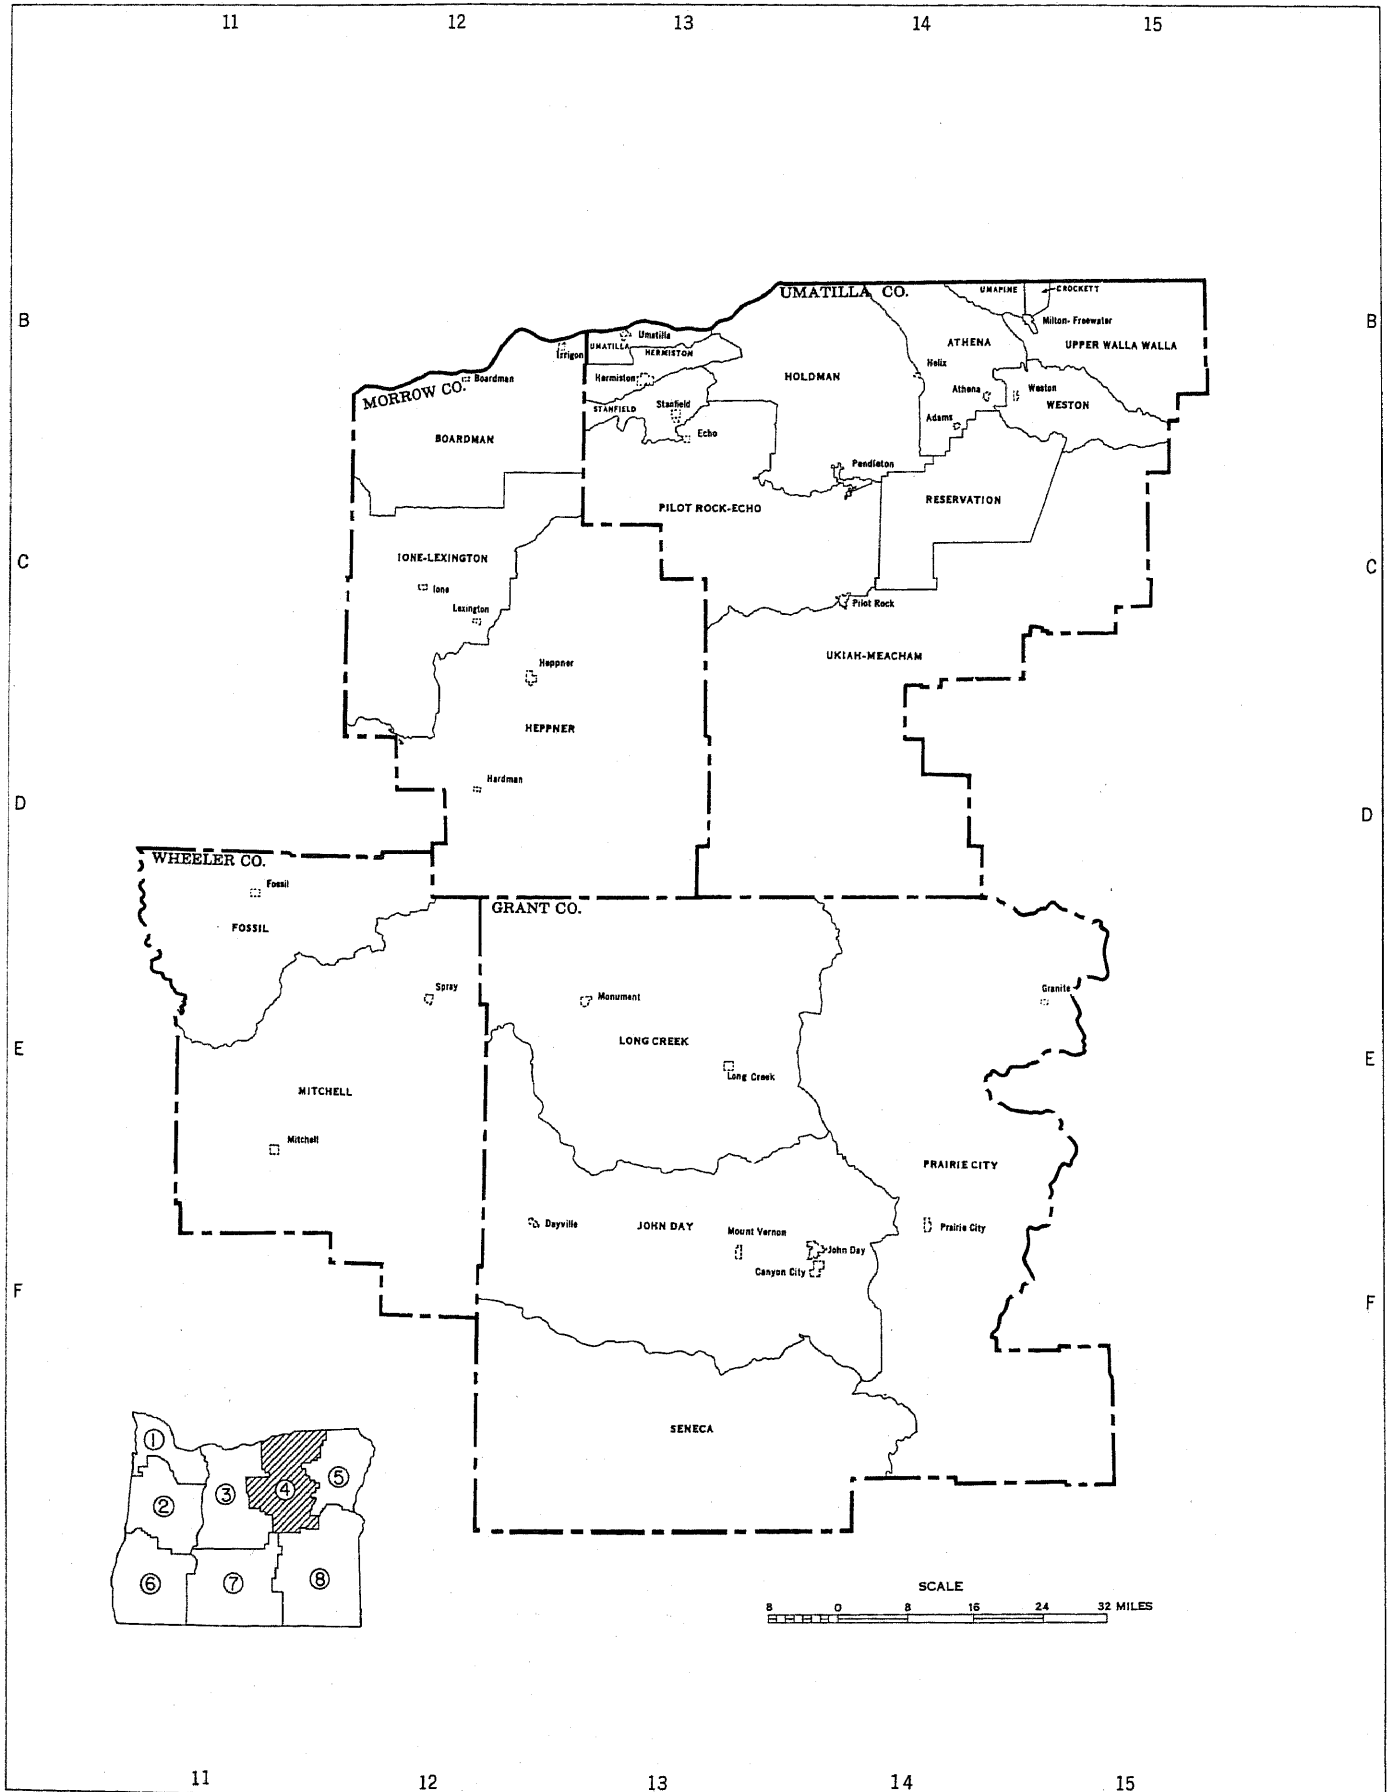 11 12 13 14 15
UMATILLA CO.
UMAPINE
CROCKETT
B
Milton-Freewater
B
Umatilla
UMATILLA
HERMISTON
Irrigon
ATHENA
UPPER WALLA WALLA
Helix
HOLDMAN
Boardman
Hermiston
MORROW CO.
Athena
Weston
WESTON
STANFIELD
Stanfield
Adams
Echo
BOARDMAN
Pendleton
RESERVATION
PILOT ROCK-ECHO
IONE-LEXINGTON
C
C
Ione
Lexington
Pilot Rock
UKIAH-MEACHAM
Heppner
HEPPNER
Hardman
D
D
WHEELER CO.
Fossil
GRANT CO.
FOSSIL
Spray
Monument
Granite
LONG CREEK
E
E
Long Creek
MITCHELL
Mitchell
PRAIRIE CITY
Dayville
JOHN DAY
Mount Vernon
Prairie City
John Day
Canyon City
F
F
SENECA
1
5
4
3
2
8
7
6
SCALE
8 0 8 16 24 32 MILES
11 12 13 14 15